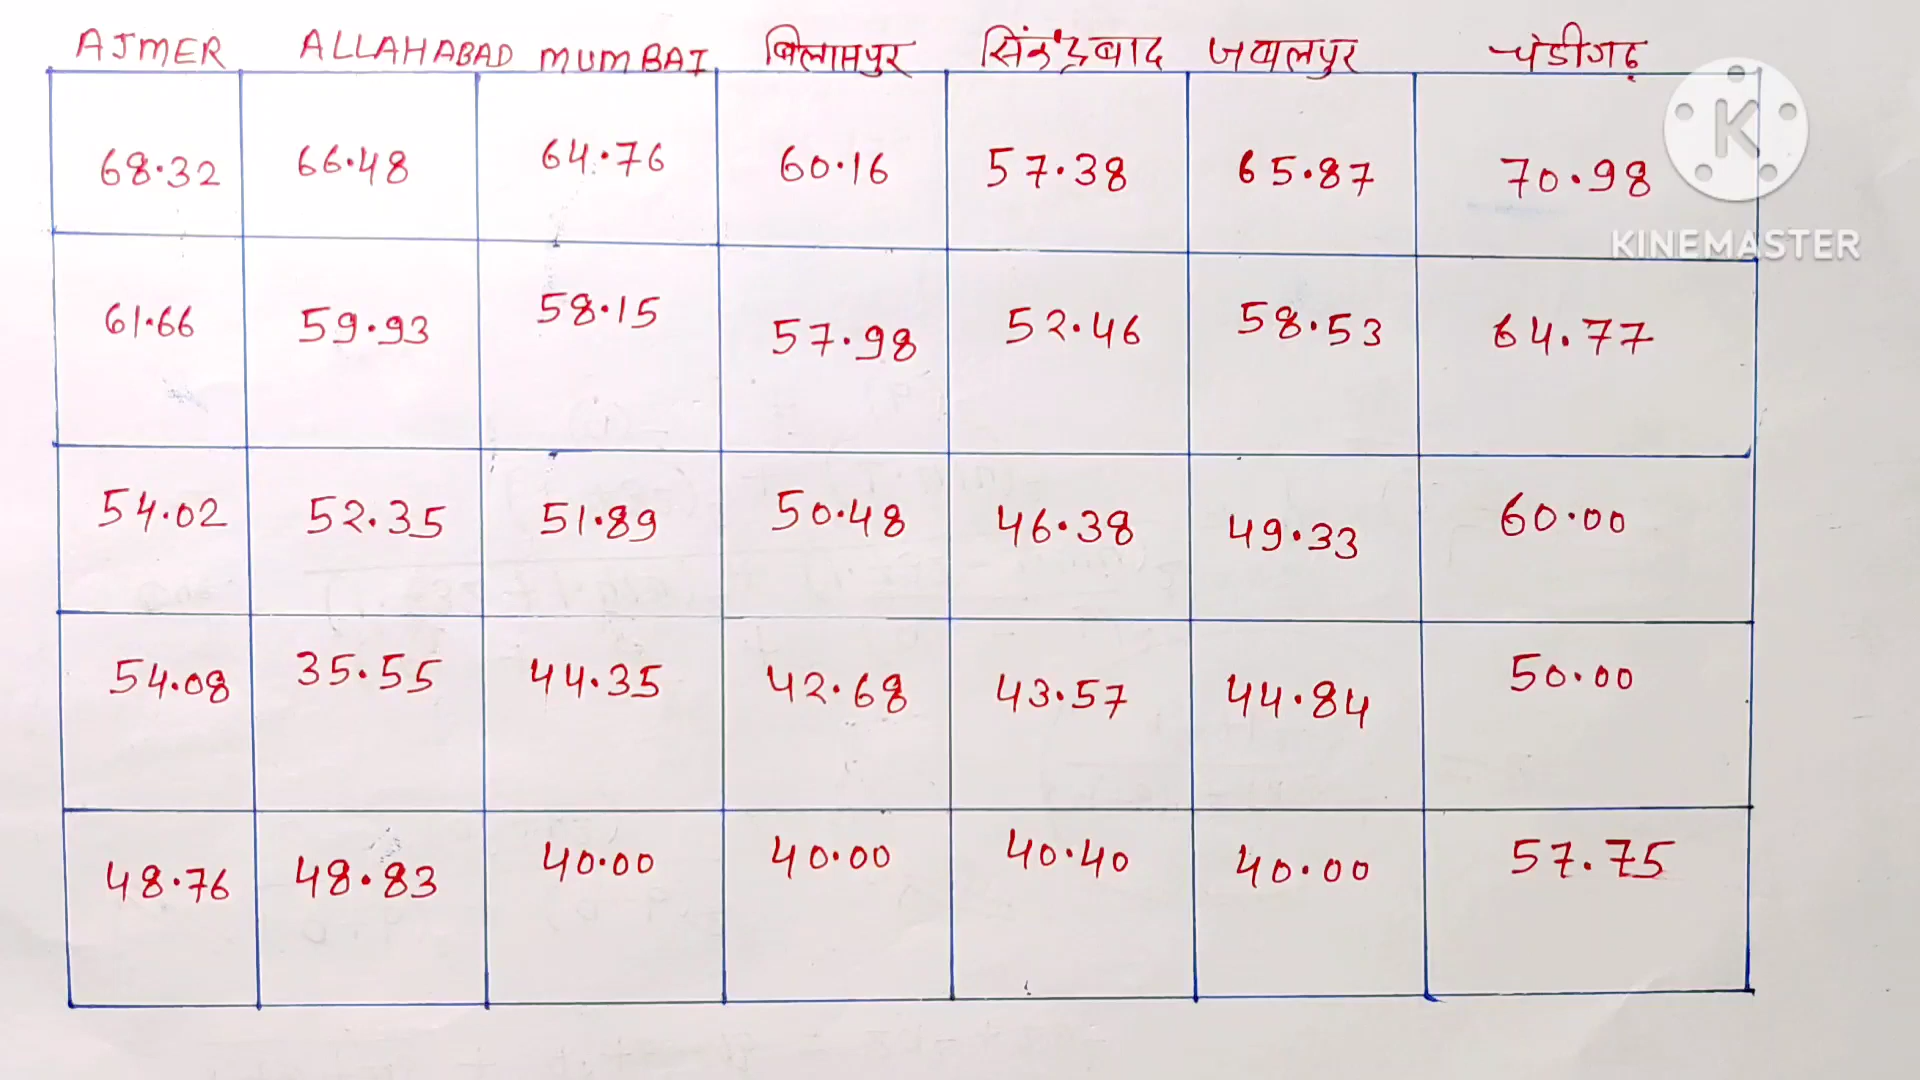 AJMER ALLAHABAD MUMBAI बिलासपुर सिकंद्रबाद जबलपुर चंडीगढ़
68.32 66.48 64.76 60.16 57.38 65.87 70.98
61.66 59.93 58.15 57.98 52.46 58.53 64.77
54.02 52.35 51.89 50.48 46.38 49.33 60.00
54.08 35.55 44.35 42.68 43.57 44.84 50.00
48.76 48.83 40.00 40.00 40.40 40.00 57.75
K
KINEMASTER